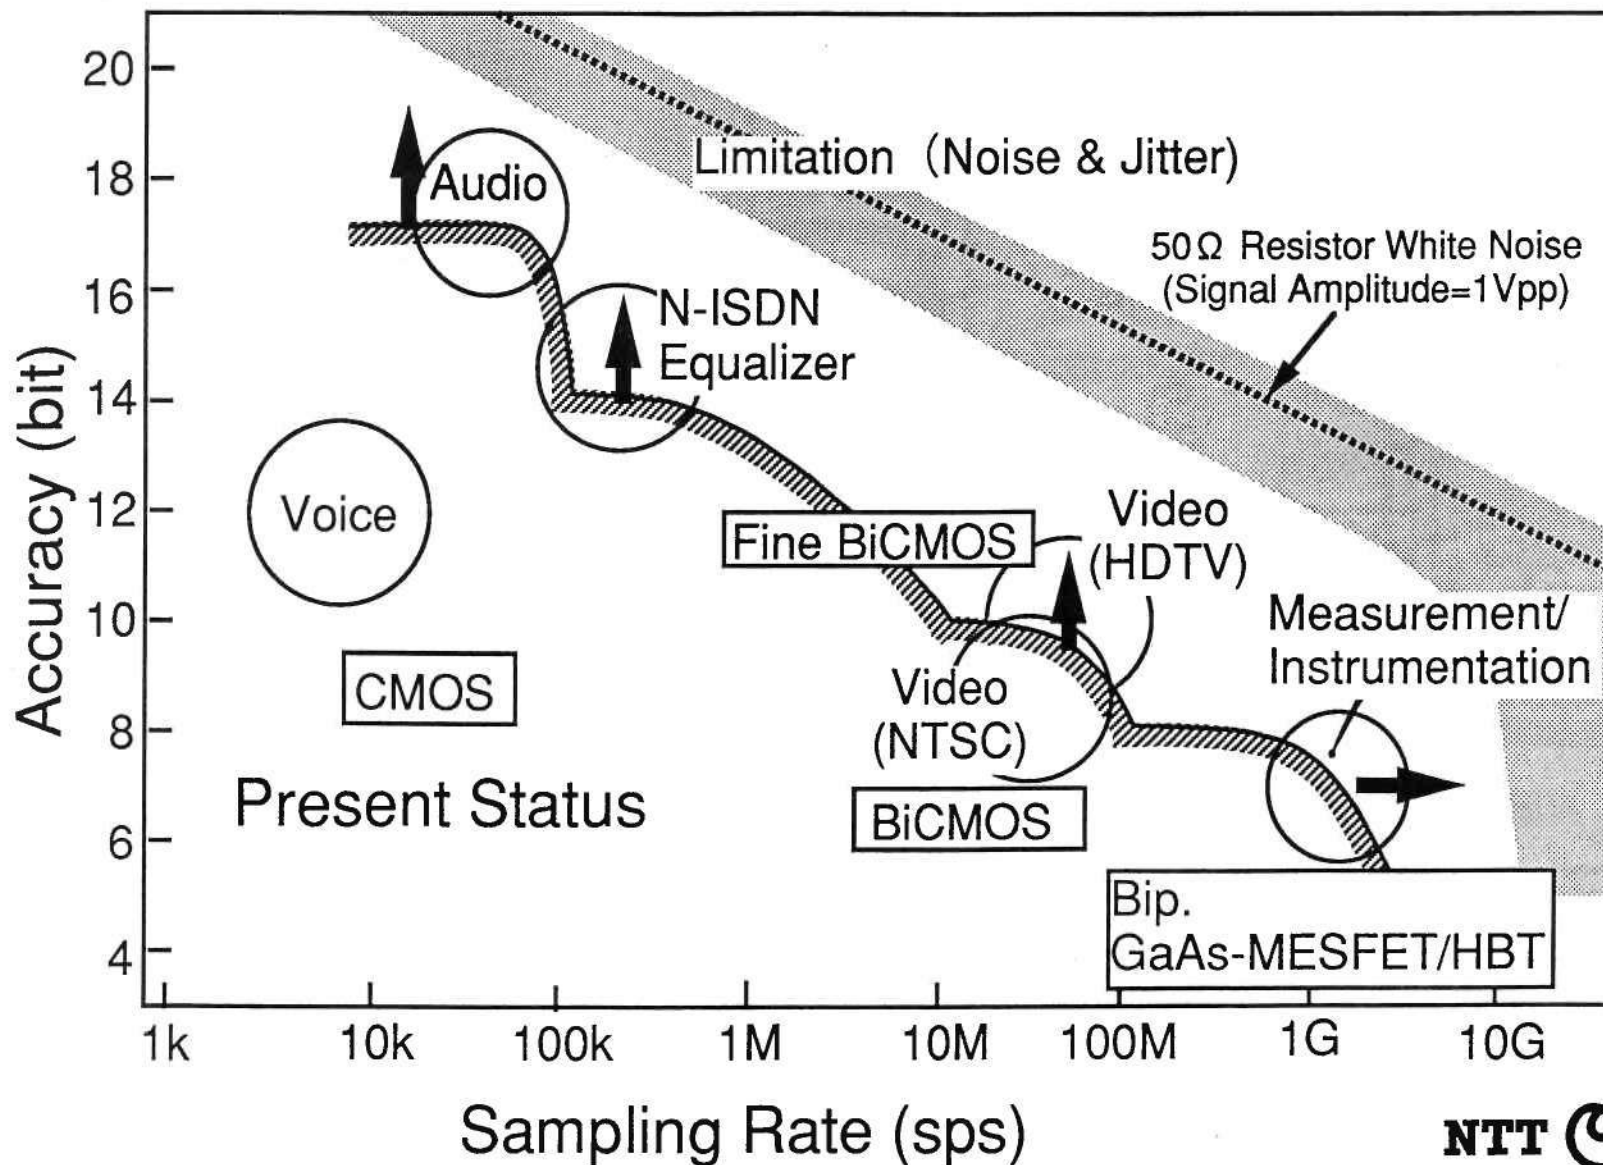 20
18
16
14
12
10
8
6
4
Accuracy (bit)
Limitation (Noise & Jitter)
Audio
50Ω Resistor White Noise
(Signal Amplitude=1Vpp)
N-ISDN
Equalizer
Voice
Fine BiCMOS
Video
(HDTV)
Measurement/
Instrumentation
CMOS
Video
(NTSC)
Present Status
BiCMOS
Bip.
GaAs-MESFET/HBT
1k 10k 100k 1M 10M 100M 1G 10G
Sampling Rate (sps)
NTT